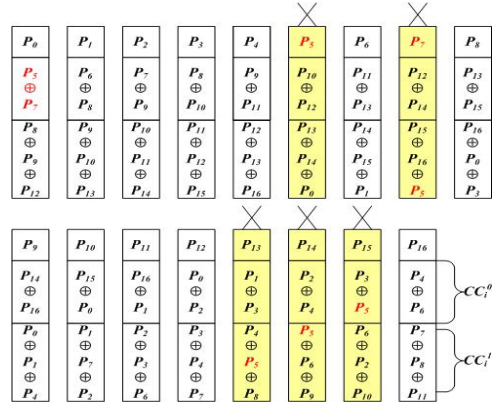 P₀ P₁ P₂ P₃ P₄ P₅ P₆ P₇ P₈
P₅ P₆ P₇ P₈ P₉ P₁₀ P₁₁ P₁₂ P₁₃
⊕ ⊕ ⊕ ⊕ ⊕ ⊕ ⊕ ⊕ ⊕
P₇ P₈ P₉ P₁₀ P₁₁ P₁₂ P₁₃ P₁₄ P₁₅
P₈ P₉ P₁₀ P₁₁ P₁₂ P₁₃ P₁₄ P₁₅ P₁₆
⊕ ⊕ ⊕ ⊕ ⊕ ⊕ ⊕ ⊕ ⊕
P₉ P₁₀ P₁₁ P₁₂ P₁₃ P₁₄ P₁₅ P₁₆ P₀
⊕ ⊕ ⊕ ⊕ ⊕ ⊕ ⊕ ⊕ ⊕
P₁₂ P₁₃ P₁₄ P₁₅ P₁₆ P₀ P₁ P₅ P₃
P₉ P₁₀ P₁₁ P₁₂ P₁₃ P₁₄ P₁₅ P₁₆
P₁₄ P₁₅ P₁₆ P₀ P₁ P₂ P₃ P₄
⊕ ⊕ ⊕ ⊕ ⊕ ⊕ ⊕ ⊕ CCᵢ⁰
P₁₆ P₀ P₁ P₂ P₃ P₄ P₅ P₆
P₀ P₁ P₂ P₃ P₄ P₅ P₆ P₇
⊕ ⊕ ⊕ ⊕ ⊕ ⊕ ⊕ ⊕
P₁ P₇ P₃ P₄ P₅ P₆ P₂ P₈ CCᵢ¹
⊕ ⊕ ⊕ ⊕ ⊕ ⊕ ⊕ ⊕
P₄ P₂ P₆ P₇ P₈ P₉ P₁₀ P₁₁